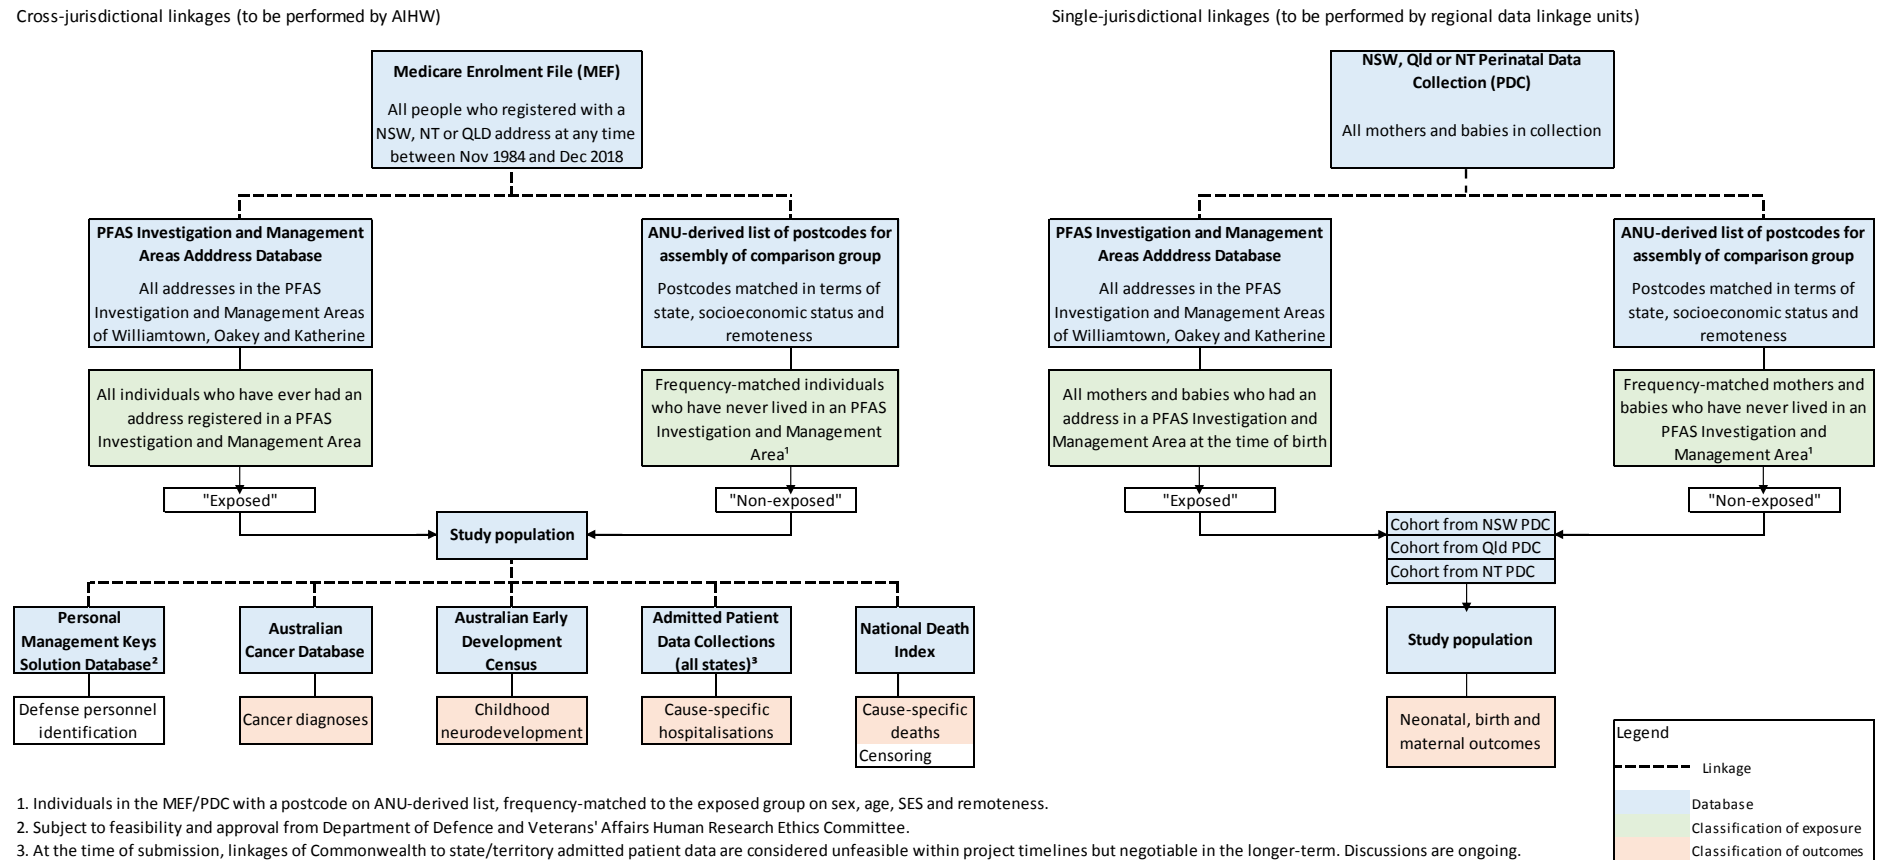 Cross-jurisdictional linkages (to be performed by AIHW)
Medicare Enrolment File (MEF)
All people who registered with a
NSW, NT or QLD address at any time
between Nov 1984 and Dec 2018
PFAS Investigation and Management
Areas Adddress Database
All addresses in the PFAS
Investigation and Management Areas
of Williamtown, Oakey and Katherine
ANU-derived list of postcodes for
assembly of comparison group
Postcodes matched in terms of
state, socioeconomic status and
remoteness
All individuals who have ever had an
address registered in a PFAS
Investigation and Management Area
Frequency-matched individuals
who have never lived in an PFAS
Investigation and Management
Area¹
"Exposed"
"Non-exposed"
Study population
Personal
Management Keys
Solution Database²
Australian
Cancer Database
Australian Early
Development
Census
Admitted Patient
Data Collections
(all states)³
National Death
Index
Defense personnel
identification
Cancer diagnoses
Childhood
neurodevelopment
Cause-specific
hospitalisations
Cause-specific
deaths
Censoring
Single-jurisdictional linkages (to be performed by regional data linkage units)
NSW, Qld or NT Perinatal Data
Collection (PDC)
All mothers and babies in collection
PFAS Investigation and Management
Areas Adddress Database
All addresses in the PFAS
Investigation and Management Areas
of Williamtown, Oakey and Katherine
ANU-derived list of postcodes for
assembly of comparison group
Postcodes matched in terms of
state, socioeconomic status and
remoteness
All mothers and babies who had an
address in a PFAS Investigation and
Management Area at the time of birth
Frequency-matched mothers and
babies who have never lived in an
PFAS Investigation and
Management Area¹
"Exposed"
"Non-exposed"
Cohort from NSW PDC
Cohort from Qld PDC
Cohort from NT PDC
Study population
Neonatal, birth and
maternal outcomes
Legend
Linkage
Database
Classification of exposure
Classification of outcomes
1. Individuals in the MEF/PDC with a postcode on ANU-derived list, frequency-matched to the exposed group on sex, age, SES and remoteness.
2. Subject to feasibility and approval from Department of Defence and Veterans' Affairs Human Research Ethics Committee.
3. At the time of submission, linkages of Commonwealth to state/territory admitted patient data are considered unfeasible within project timelines but negotiable in the longer-term. Discussions are ongoing.